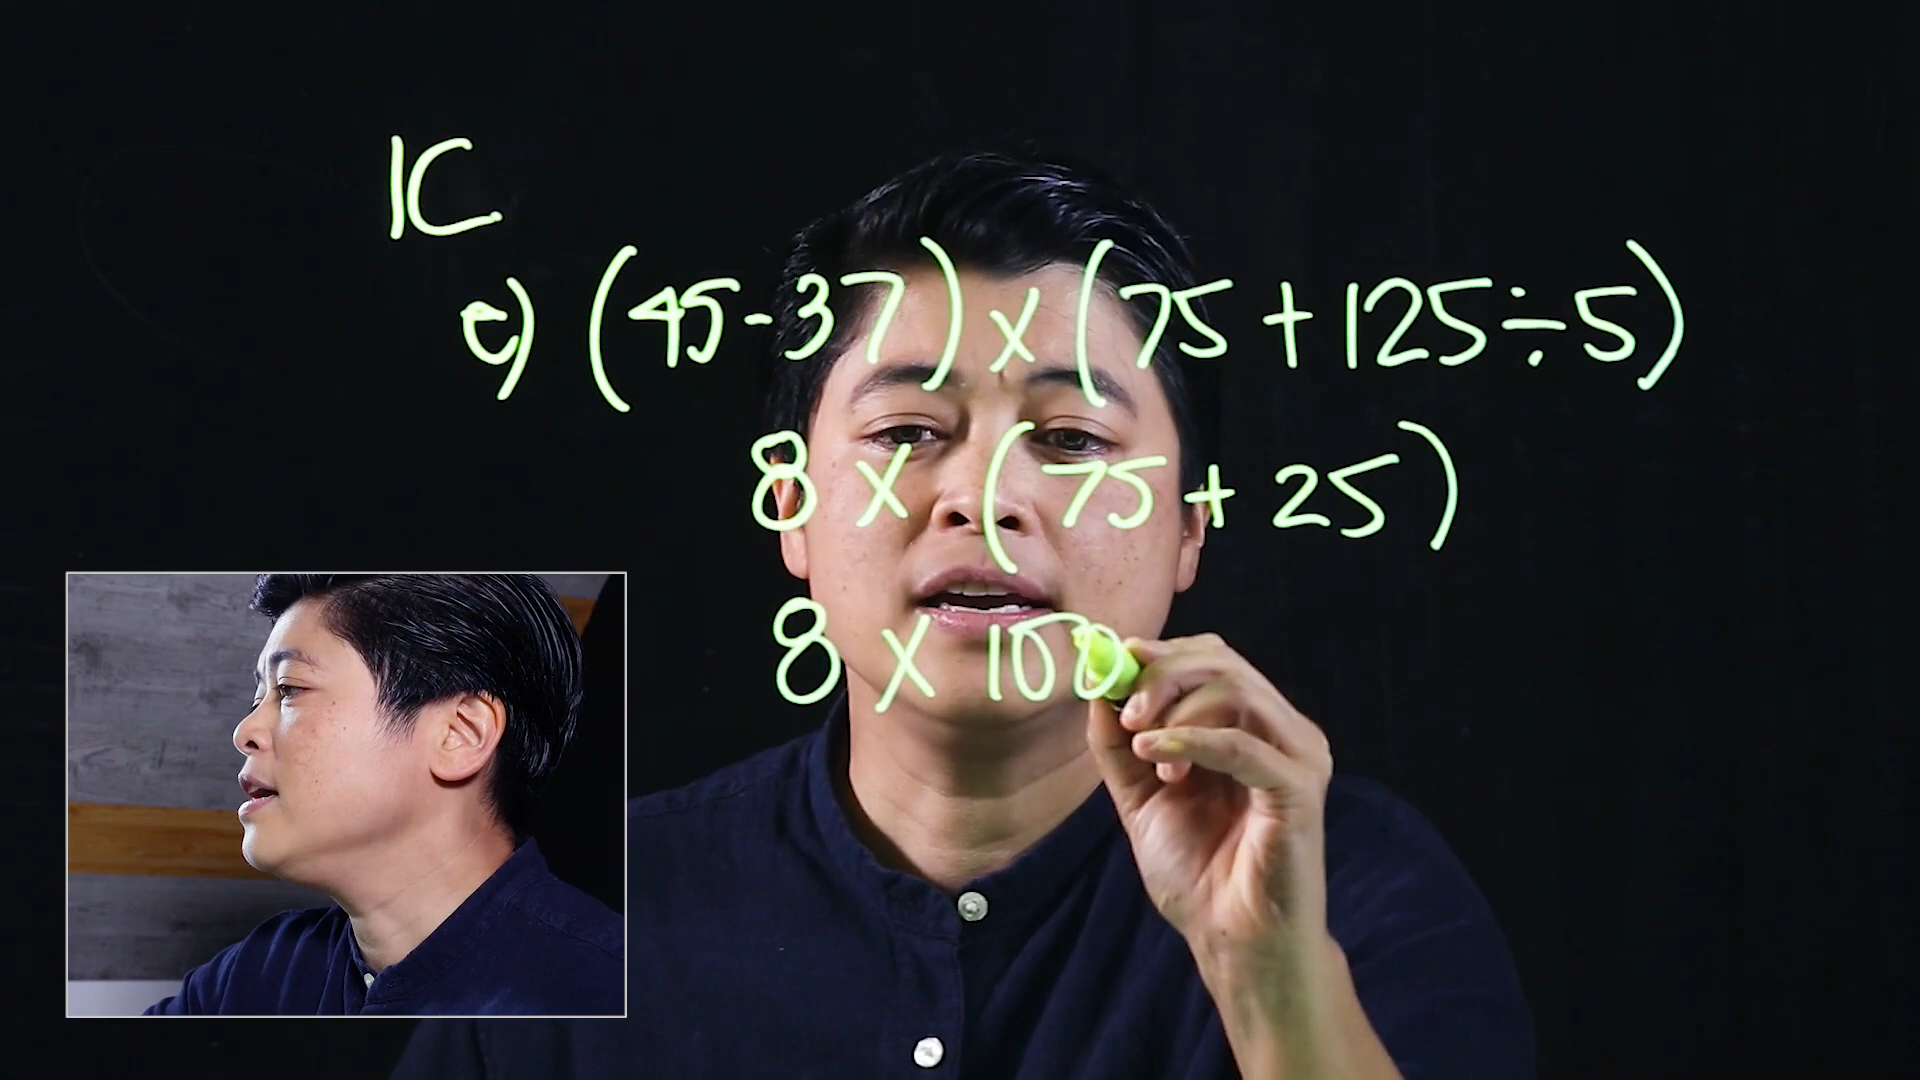 1C
e) (45-37) x (75 + 125 ÷ 5)
8 x (75 + 25)
8 x 100